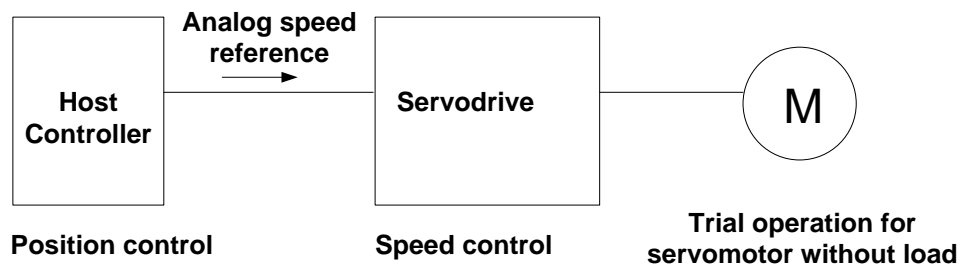 Analog speed
reference
Host
Controller
Servodrive
M
Position control
Speed control
Trial operation for
servomotor without load